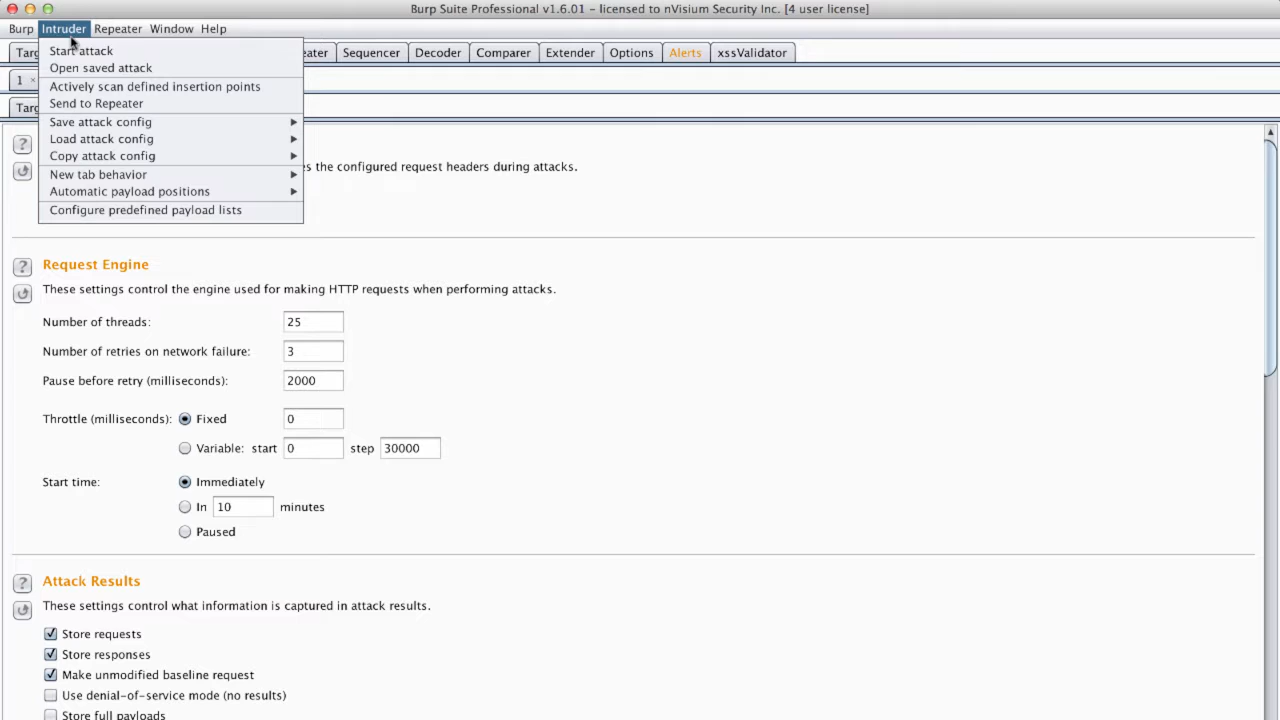 Burp Suite Professional v1.6.01 - licensed to nVisium Security Inc. [4 user license]
Burp Intruder Repeater Window Help
Start attack
Sequencer Decoder Comparer Extender Options Alerts xssValidator
Open saved attack
1 ×
Actively scan defined insertion points
Send to Repeater
Save attack config
Load attack config
Copy attack config
the configured request headers during attacks.
New tab behavior
Automatic payload positions
Configure predefined payload lists
? Request Engine
These settings control the engine used for making HTTP requests when performing attacks.
Number of threads: 25
Number of retries on network failure: 3
Pause before retry (milliseconds): 2000
Throttle (milliseconds): Fixed 0
Variable: start 0 step 30000
Start time: Immediately
In 10 minutes
Paused
? Attack Results
These settings control what information is captured in attack results.
Store requests
Store responses
Make unmodified baseline request
Use denial-of-service mode (no results)
Store full payloads